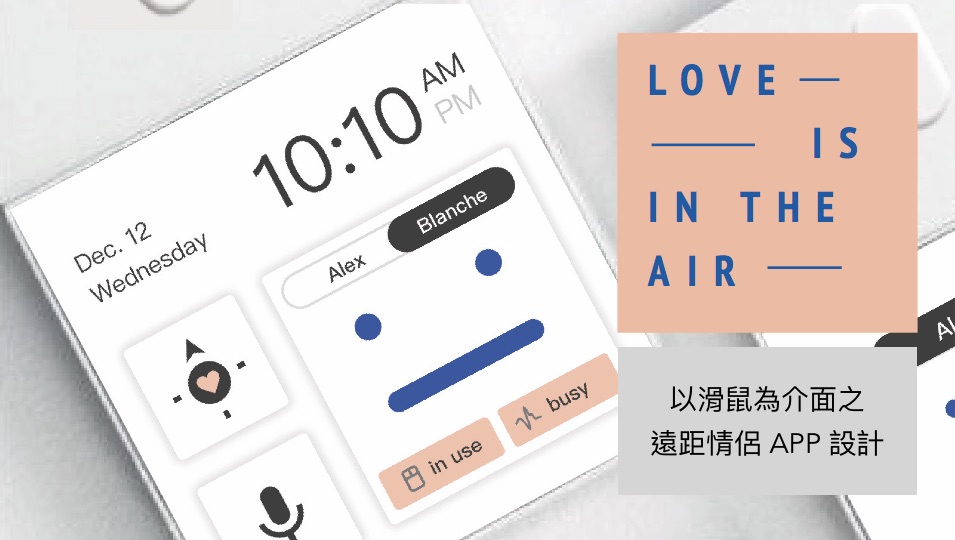 10:10 AM
PM
Dec. 12
Wednesday
Alex
Blanche
in use
busy
LOVE
IS
IN THE
AIR
以滑鼠為介面之
遠距情侶 APP 設計
Al